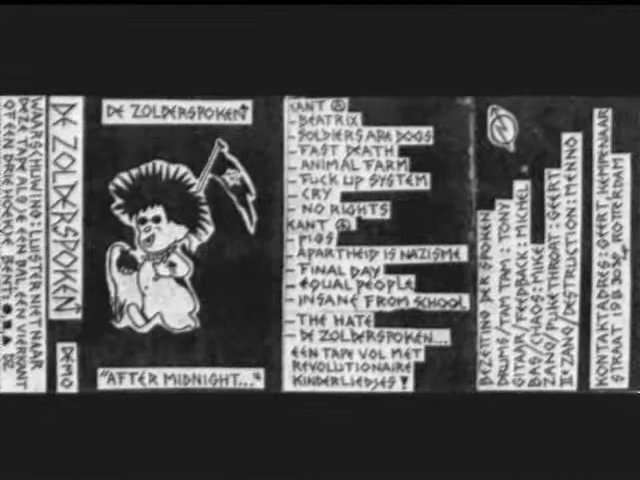 WAARSCHUWING: LUISTER NIET NAAR
DEZE TAPE ALS JE EEN BAL, EEN VIERKANT
OF EEN DRIEHOEK BENT:
DE ZOLDERSPOKEN
DEMO
DE ZOLDERSPOKEN
"AFTER MIDNIGHT..."
KANT Ⓐ
-BEATRIX
-SOLDIERS ARE DOGS
-FAST DEATH
-ANIMAL FARM
-FUCK UP SYSTEM
-CRY
-NO RIGHTS
KANT
-PIGS
-APARTHEID IS NAZISME
-FINAL DAY
-EQUAL PEOPLE
-INSANE FROM SCHOOL
-THE HATE
-DE ZOLDERSPOKEN...
EEN TAPE VOL MET
REVOLUTIONAIRE
KINDERLIEDJES!
BEZETTING DER SPOKEN
DRUMS/TAM TAM: TONY
GITAAR/FEEDBACK: MICHEL
BAS/CHAOS: MIKE
ZANG/PUKETHROAT: GEERT
IIE ZANG/DESTRUCTION: MENNO
KONTAKTADRES: GEERT
STRAAT ROTTERDAM